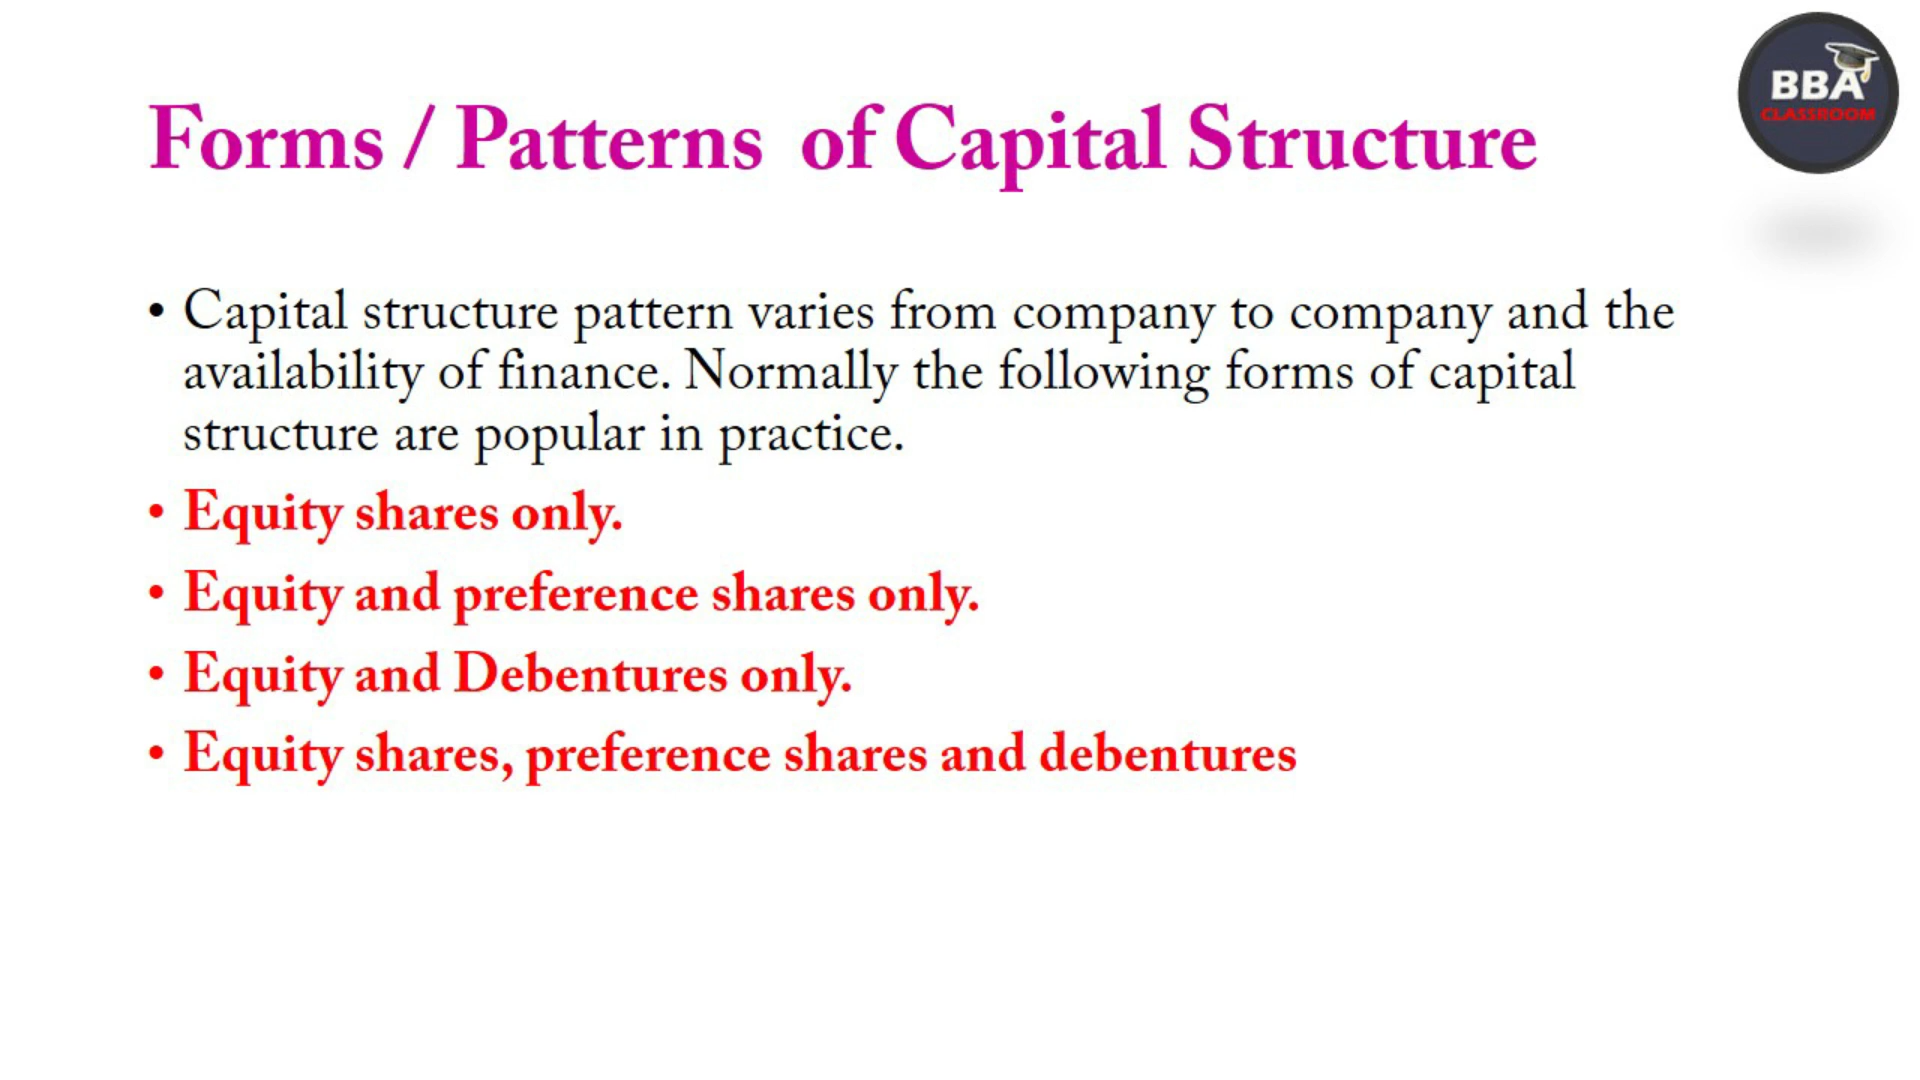 BBA
CLASSROOM
Forms / Patterns of Capital Structure
• Capital structure pattern varies from company to company and the
availability of finance. Normally the following forms of capital
structure are popular in practice.
• Equity shares only.
• Equity and preference shares only.
• Equity and Debentures only.
• Equity shares, preference shares and debentures